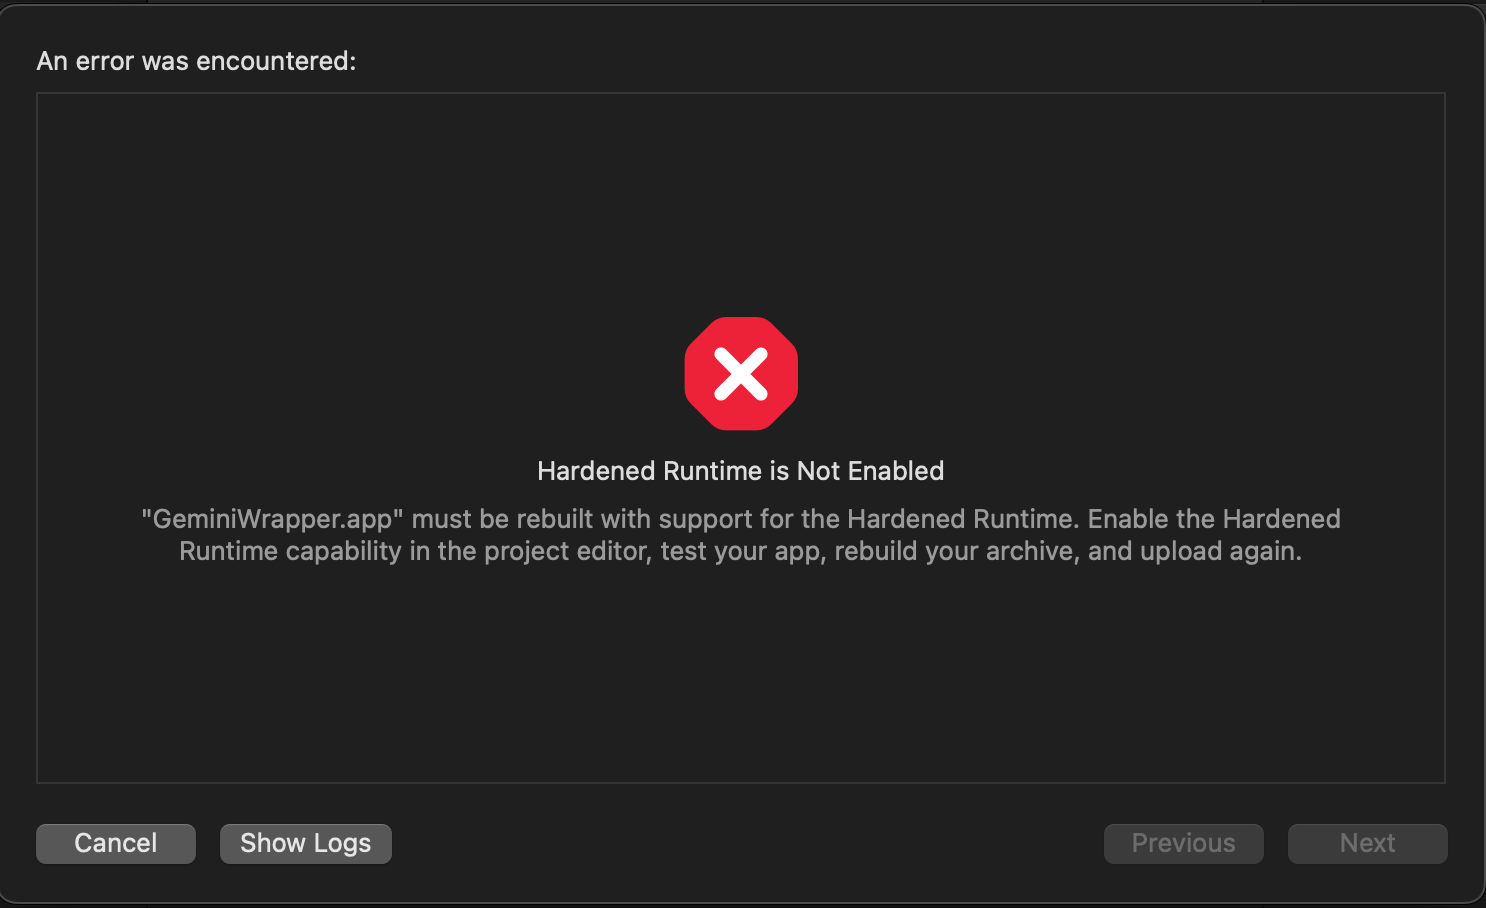 An error was encountered:
Hardened Runtime is Not Enabled
"GeminiWrapper.app" must be rebuilt with support for the Hardened Runtime. Enable the Hardened
Runtime capability in the project editor, test your app, rebuild your archive, and upload again.
Cancel
Show Logs
Previous
Next